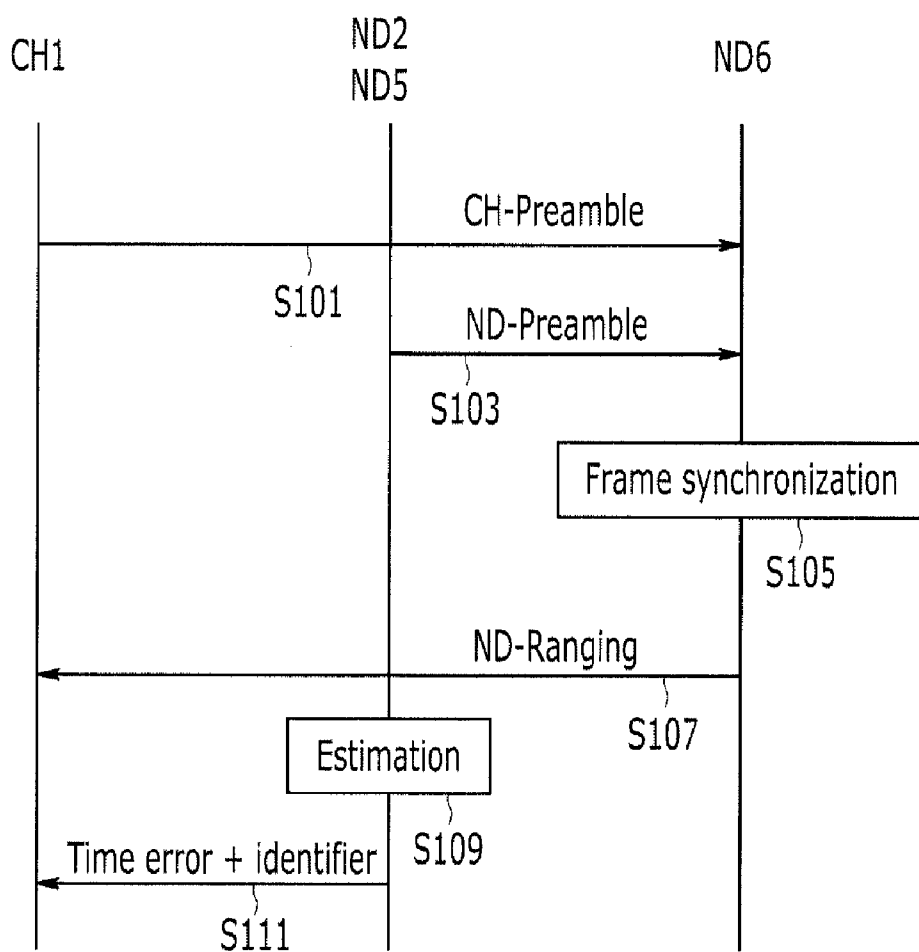 CH1
ND2
ND5
ND6
CH-Preamble
S101
ND-Preamble
S103
Frame synchronization
S105
ND-Ranging
S107
Estimation
S109
Time error + identifier
S111